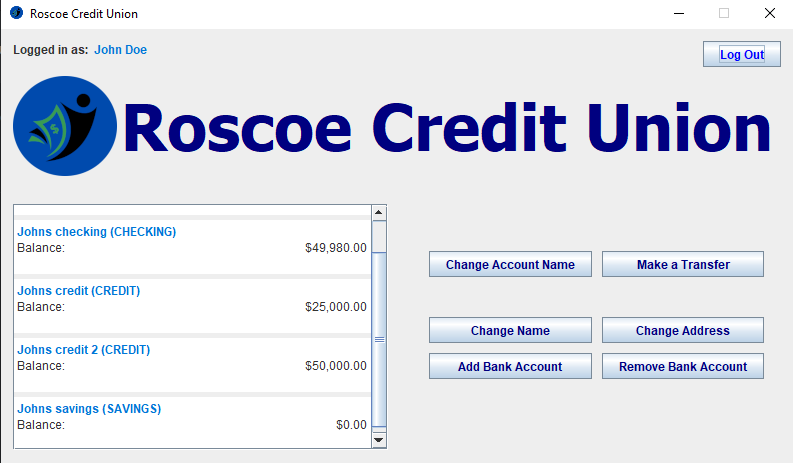 Roscoe Credit Union
Logged in as: John Doe
Log Out
$
Roscoe Credit Union
Johns checking (CHECKING)
Balance: $49,980.00
Johns credit (CREDIT)
Balance: $25,000.00
Johns credit 2 (CREDIT)
Balance: $50,000.00
Johns savings (SAVINGS)
Balance: $0.00
Change Account Name
Make a Transfer
Change Name
Change Address
Add Bank Account
Remove Bank Account